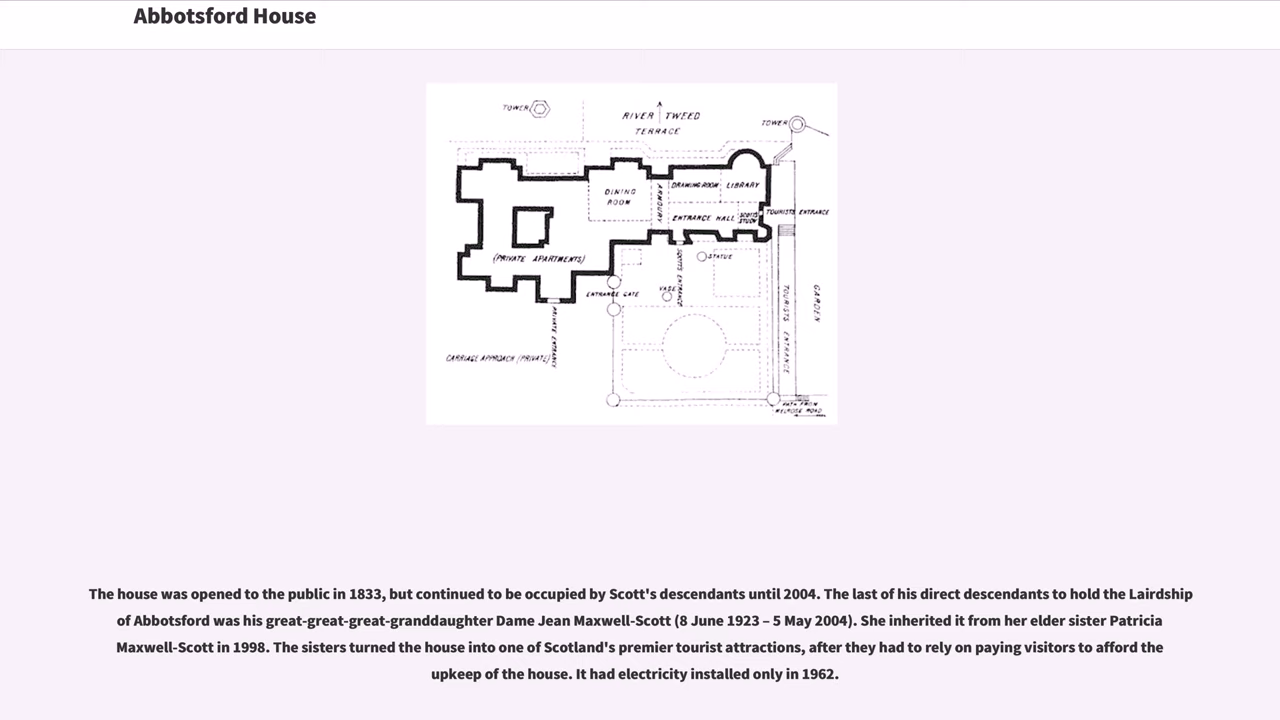 Abbotsford House
TOWER
RIVER TWEED
TERRACE
TOWER
DINING
ROOM
ARMOURY
DRAWING ROOM
LIBRARY
ENTRANCE HALL
SCOTTS
STUDY
TOURISTS ENTRANCE
(PRIVATE APARTMENTS)
SCOTTS ENTRANCE
STATUE
VASE
ENTRANCE GATE
PRIVATE ENTRANCE
CARRIAGE APPROACH (PRIVATE)
TOURISTS ENTRANCE
GARDEN
PATH FROM
MELROSE ROAD
The house was opened to the public in 1833, but continued to be occupied by Scott's descendants until 2004. The last of his direct descendants to hold the Lairdship
of Abbotsford was his great-great-great-granddaughter Dame Jean Maxwell-Scott (8 June 1923 – 5 May 2004). She inherited it from her elder sister Patricia
Maxwell-Scott in 1998. The sisters turned the house into one of Scotland's premier tourist attractions, after they had to rely on paying visitors to afford the
upkeep of the house. It had electricity installed only in 1962.